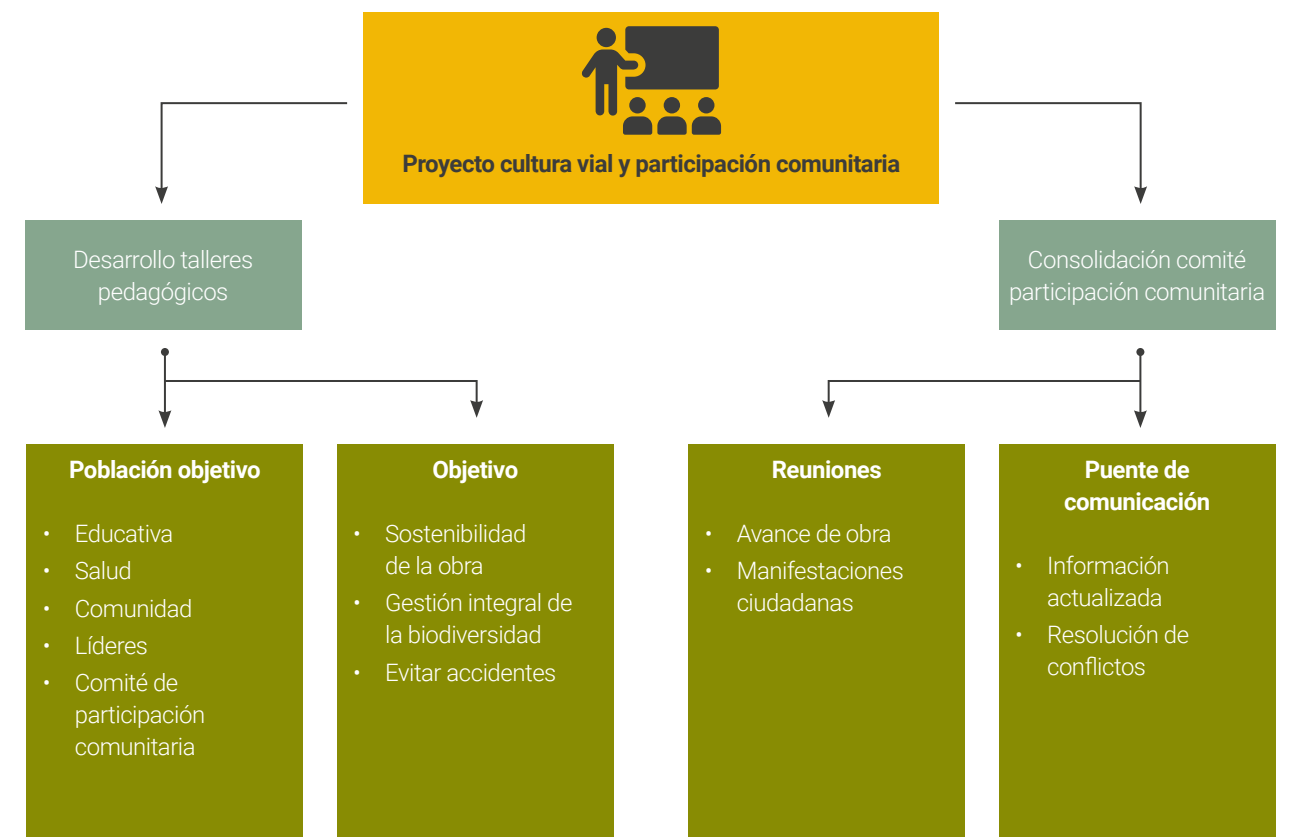 Proyecto cultura vial y participación comunitaria
Desarrollo talleres
pedagógicos
Consolidación comité
participación comunitaria
Población objetivo
• Educativa
• Salud
• Comunidad
• Líderes
• Comité de
participación
comunitaria
Objetivo
• Sostenibilidad
de la obra
• Gestión integral de
la biodiversidad
• Evitar accidentes
Reuniones
• Avance de obra
• Manifestaciones
ciudadanas
Puente de
comunicación
• Información
actualizada
• Resolución de
conflictos